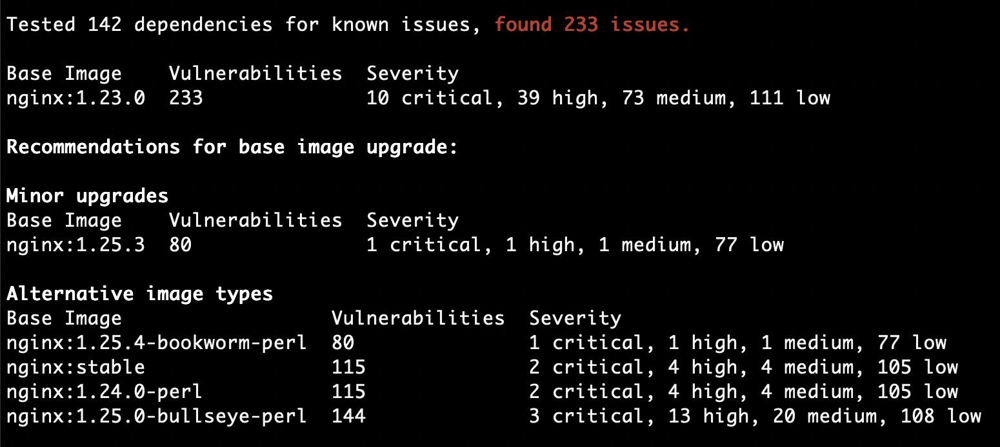 Tested 142 dependencies for known issues, found 233 issues.
Base Image    Vulnerabilities  Severity
nginx:1.23.0  233              10 critical, 39 high, 73 medium, 111 low
Recommendations for base image upgrade:
Minor upgrades
Base Image    Vulnerabilities  Severity
nginx:1.25.3  80               1 critical, 1 high, 1 medium, 77 low
Alternative image types
Base Image                  Vulnerabilities  Severity
nginx:1.25.4-bookworm-perl  80               1 critical, 1 high, 1 medium, 77 low
nginx:stable                115              2 critical, 4 high, 4 medium, 105 low
nginx:1.24.0-perl           115              2 critical, 4 high, 4 medium, 105 low
nginx:1.25.0-bullseye-perl  144              3 critical, 13 high, 20 medium, 108 low